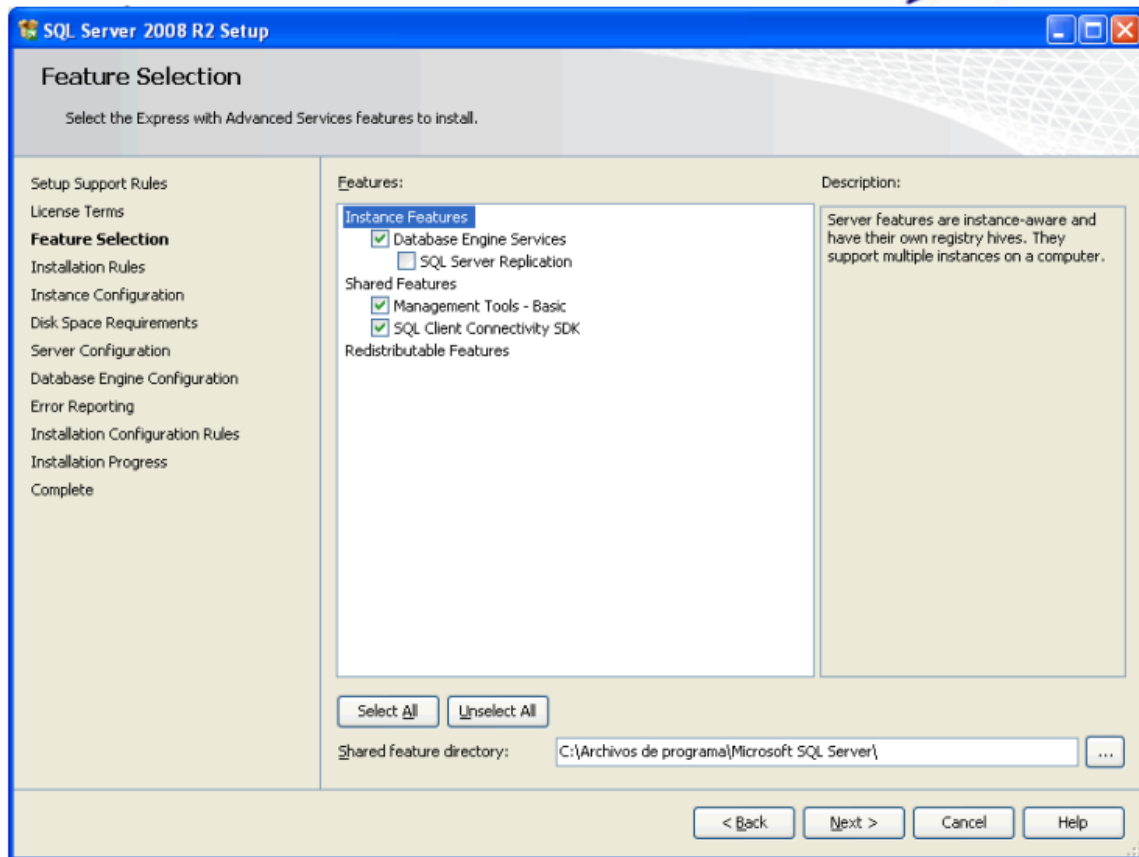 SQL Server 2008 R2 Setup
Feature Selection
Select the Express with Advanced Services features to install.
Setup Support Rules
License Terms
Feature Selection
Installation Rules
Instance Configuration
Disk Space Requirements
Server Configuration
Database Engine Configuration
Error Reporting
Installation Configuration Rules
Installation Progress
Complete
Features:
Instance Features
Database Engine Services
SQL Server Replication
Shared Features
Management Tools - Basic
SQL Client Connectivity SDK
Redistributable Features
Description:
Server features are instance-aware and
have their own registry hives. They
support multiple instances on a computer.
Select All
Unselect All
Shared feature directory:
C:\Archivos de programa\Microsoft SQL Server\
...
< Back
Next >
Cancel
Help